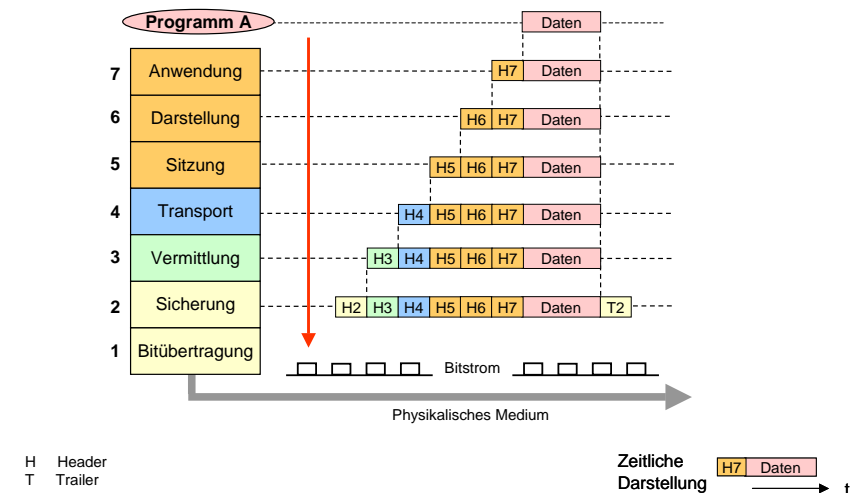 Programm A Daten
7 Anwendung H7 Daten
6 Darstellung H6 H7 Daten
5 Sitzung H5 H6 H7 Daten
4 Transport H4 H5 H6 H7 Daten
3 Vermittlung H3 H4 H5 H6 H7 Daten
2 Sicherung H2 H3 H4 H5 H6 H7 Daten T2
1 Bitübertragung
Bitstrom
Physikalisches Medium
H Header
T Trailer
Zeitliche
Darstellung
H7 Daten
t